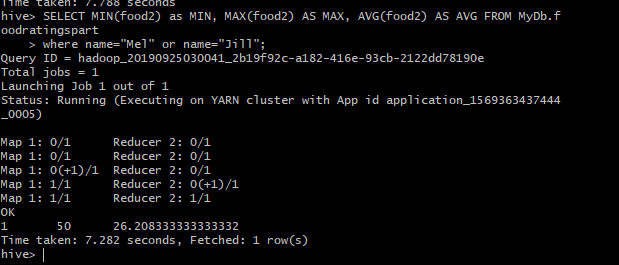 Time taken: 7.788 seconds
hive> SELECT MIN(food2) as MIN, MAX(food2) AS MAX, AVG(food2) AS AVG FROM MyDb.f
oodratingspart
    > where name="Mel" or name="Jill";
Query ID = hadoop_20190925030041_2b19f92c-a182-416e-93cb-2122dd78190e
Total jobs = 1
Launching Job 1 out of 1
Status: Running (Executing on YARN cluster with App id application_1569363437444
_0005)

Map 1: 0/1      Reducer 2: 0/1
Map 1: 0/1      Reducer 2: 0/1
Map 1: 0(+1)/1  Reducer 2: 0/1
Map 1: 1/1      Reducer 2: 0(+1)/1
Map 1: 1/1      Reducer 2: 1/1
OK
1       50      26.208333333333332
Time taken: 7.282 seconds, Fetched: 1 row(s)
hive>